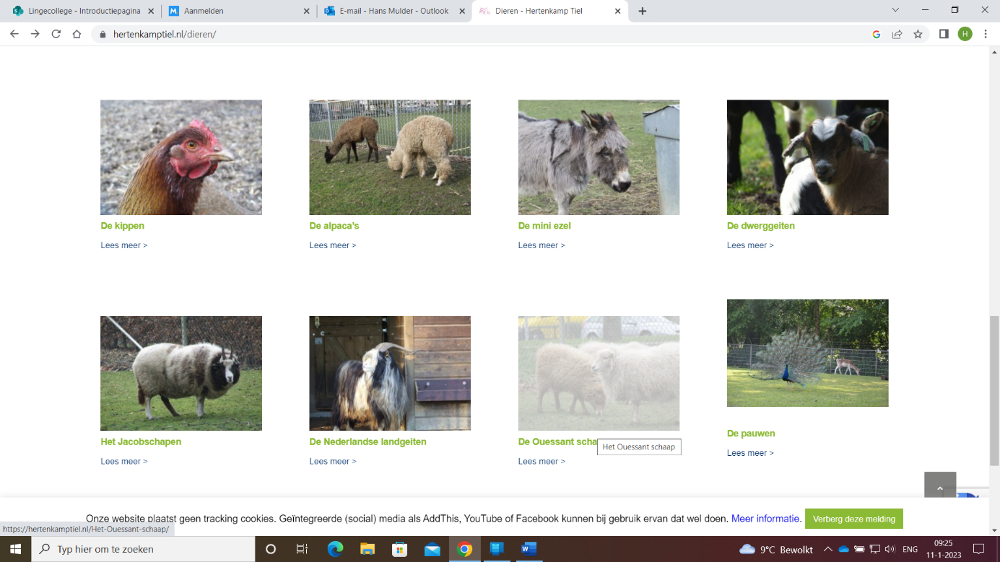 Lingecollege - Introductiepagina
Aanmelden
E-mail - Hans Mulder - Outlook
Dieren - Hertenkamp Tiel
hertenkamptiel.nl/dieren/
H
De kippen
Lees meer >
De alpaca's
Lees meer >
De mini ezel
Lees meer >
De dwerggeiten
Lees meer >
Het Jacobschapen
Lees meer >
De Nederlandse landgeiten
Lees meer >
De Ouessant scha
Het Ouessant schaap
Lees meer >
De pauwen
Lees meer >
Onze website plaatst geen tracking cookies. Geïntegreerde (social) media als AddThis, YouTube of Facebook kunnen bij gebruik ervan dat wel doen. Meer informatie. Verberg deze melding
https://hertenkamptiel.nl/Het-Ouessant-schaap/
Typ hier om te zoeken
9°C Bewolkt
ENG
09:25
11-1-2023